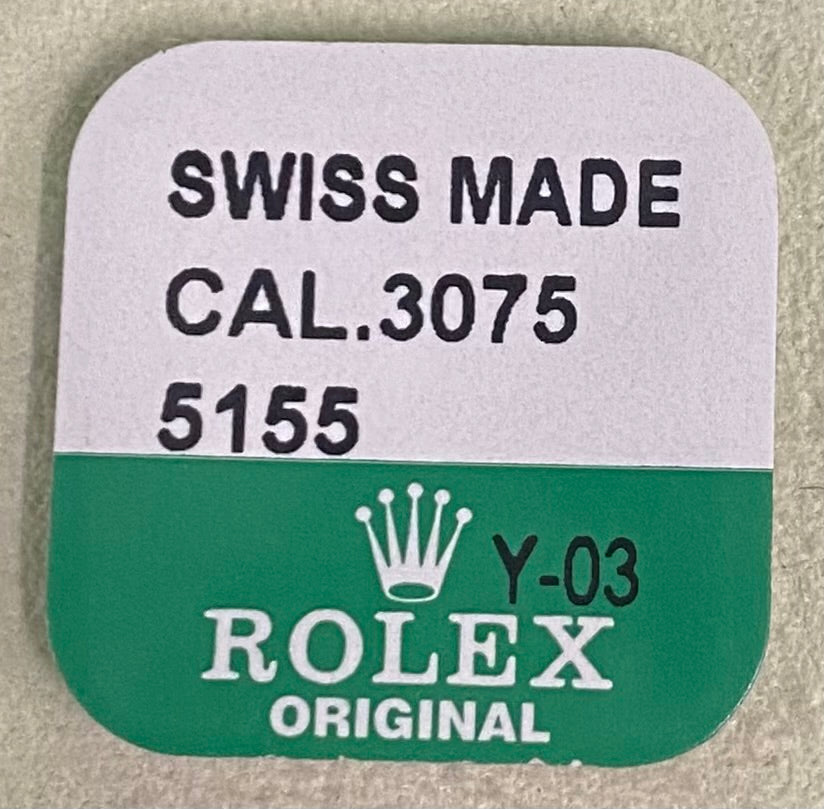 SWISS MADE
CAL.3075
5155
Y-03
ROLEX
ORIGINAL